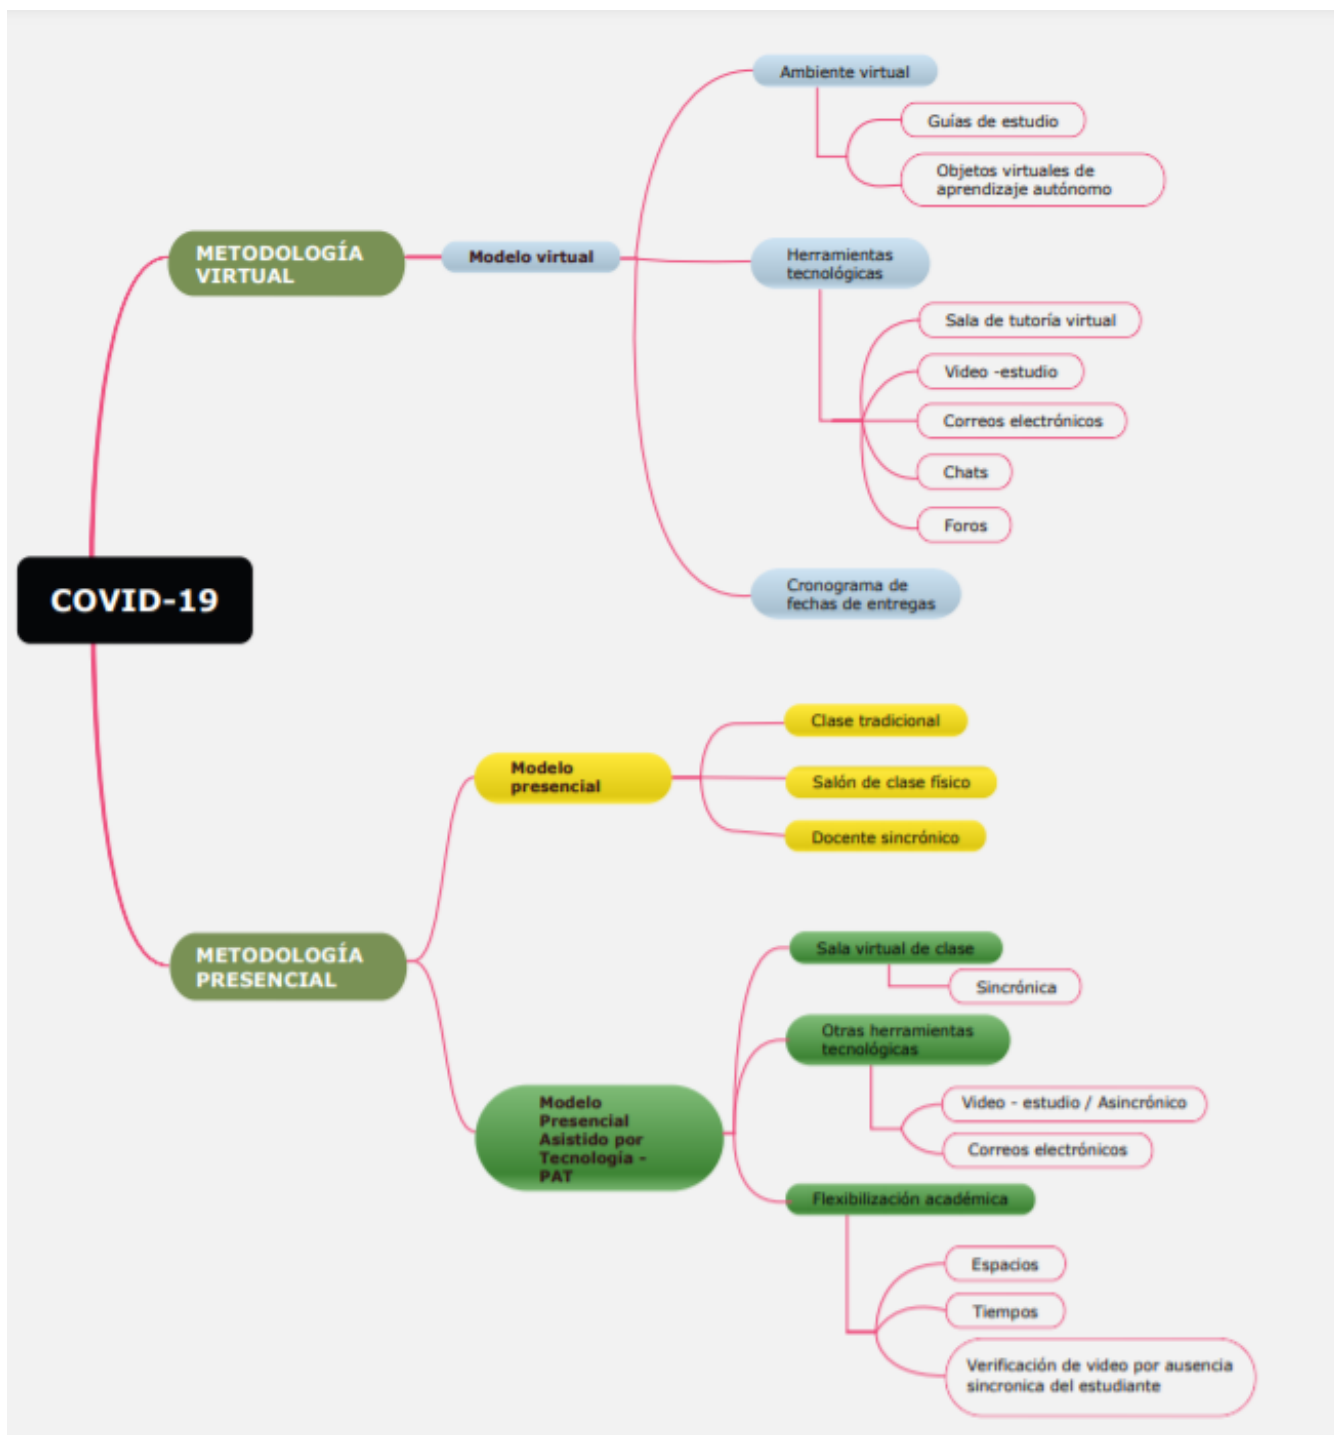 Ambiente virtual
Guías de estudio
Objetos virtuales de
aprendizaje autónomo
METODOLOGÍA
VIRTUAL
Modelo virtual
Herramientas
tecnológicas
Sala de tutoría virtual
Video -estudio
Correos electrónicos
Chats
Foros
Cronograma de
fechas de entregas
COVID-19
Clase tradicional
Modelo
presencial
Salón de clase físico
Docente sincrónico
METODOLOGÍA
PRESENCIAL
Sala virtual de clase
Sincrónica
Otras herramientas
tecnológicas
Video - estudio / Asincrónico
Correos electrónicos
Modelo
Presencial
Asistido por
Tecnología -
PAT
Flexibilización académica
Espacios
Tiempos
Verificación de video por ausencia
sincronica del estudiante